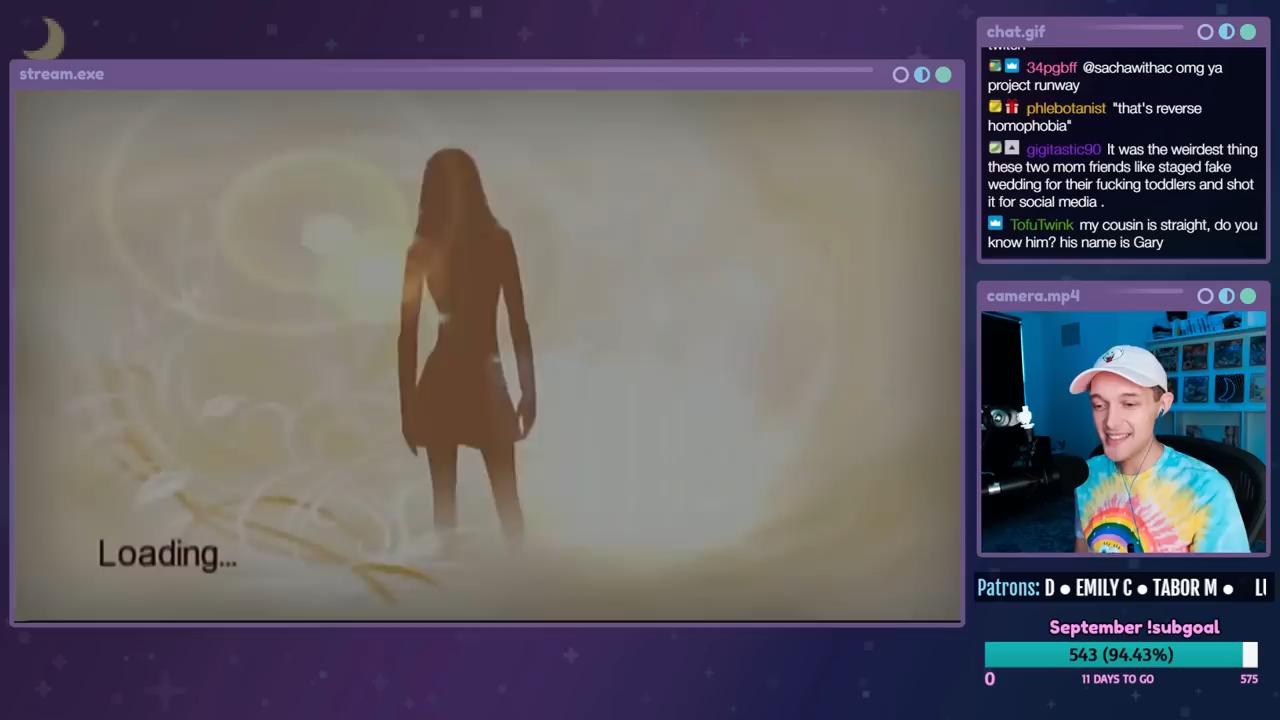 stream.exe
Loading...
chat.gif
twitch
34pgbff @sachawithac omg ya
project runway
phlebotanist "that's reverse
homophobia"
gigitastic90 It was the weirdest thing
these two mom friends like staged fake
wedding for their fucking toddlers and shot
it for social media .
TofuTwink my cousin is straight, do you
know him? his name is Gary
camera.mp4
Patrons: D ● EMILY C ● TABOR M ●
September !subgoal
543 (94.43%)
0 11 DAYS TO GO 575